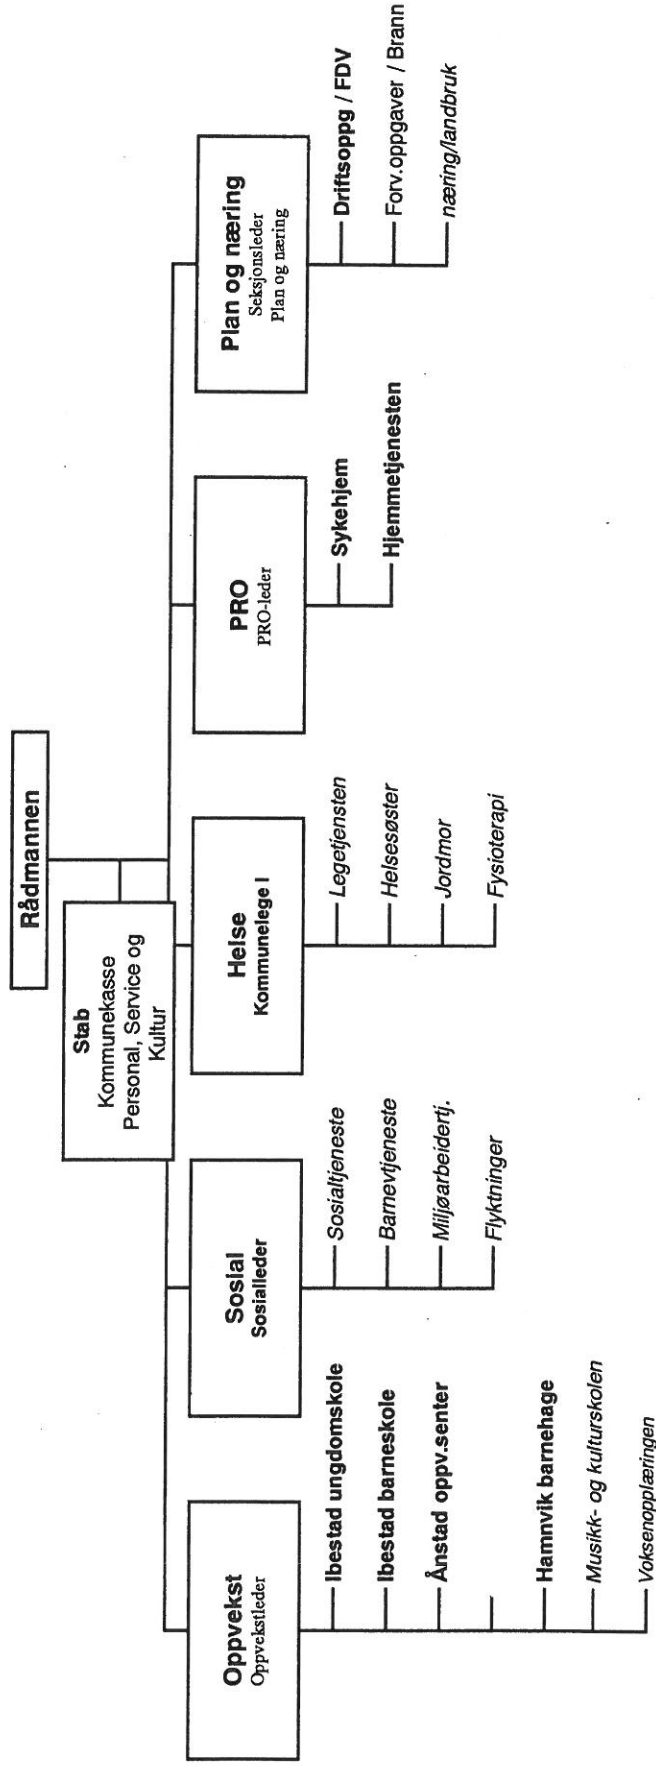 Rådmannen
Stab
Kommunekasse
Personal, Service og
Kultur
Oppvekst
Oppvekstleder
Ibestad ungdomskole
Ibestad barneskole
Ånstad oppv.senter
Hamnvik barnehage
Musikk- og kulturskolen
Voksenopplæringen
Sosial
Sosialleder
Sosialtjeneste
Barnevtjeneste
Miljøarbeidertj.
Flyktninger
Helse
Kommunelege I
Legetjensten
Helsesøster
Jordmor
Fysioterapi
PRO
PRO-leder
Sykehjem
Hjemmetjenesten
Plan og næring
Seksjonsleder
Plan og næring
Driftsoppg / FDV
Forv.oppgaver / Brann
næring/landbruk